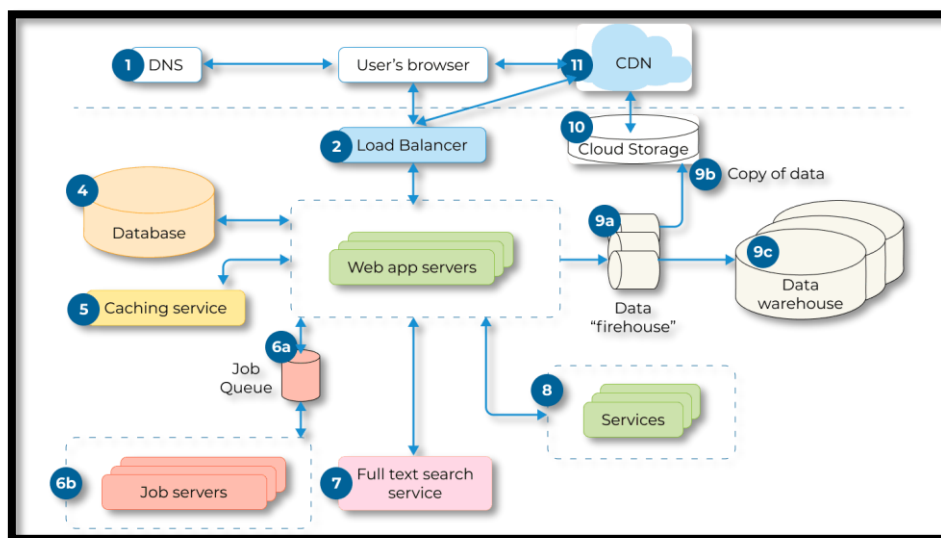 1 DNS
User's browser
11 CDN
2 Load Balancer
10
Cloud Storage
9b Copy of data
4
Database
9a
Web app servers
9c
Data
warehouse
5 Caching service
Data
“firehouse”
6a
Job
Queue
8
Services
6b Job servers
7 Full text search
service